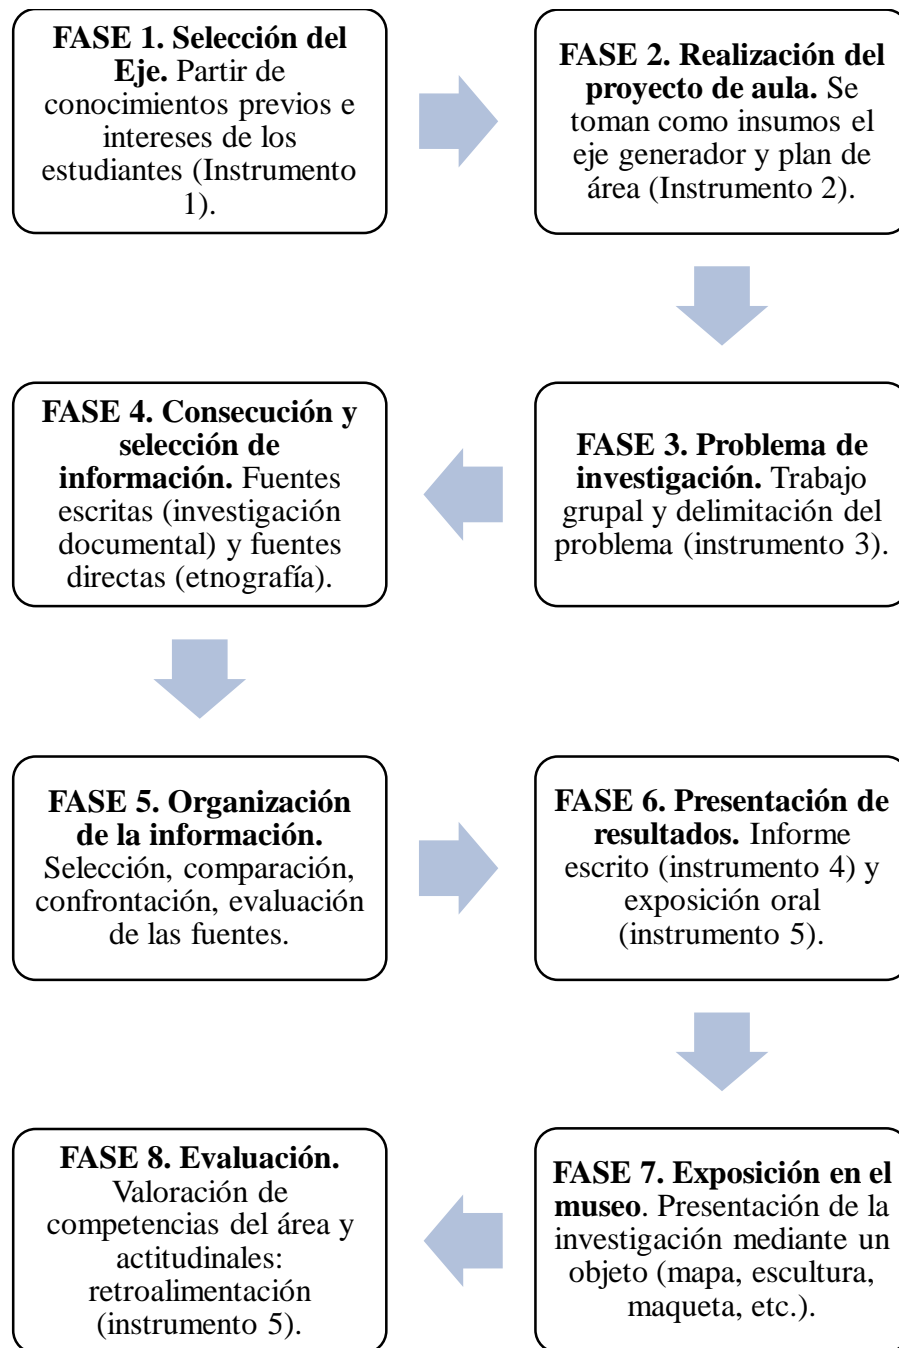 FASE 1. Selección del
Eje. Partir de
conocimientos previos e
intereses de los
estudiantes (Instrumento
1).
FASE 2. Realización del
proyecto de aula. Se
toman como insumos el
eje generador y plan de
área (Instrumento 2).
FASE 3. Problema de
investigación. Trabajo
grupal y delimitación del
problema (instrumento 3).
FASE 4. Consecución y
selección de
información. Fuentes
escritas (investigación
documental) y fuentes
directas (etnografía).
FASE 5. Organización
de la información.
Selección, comparación,
confrontación, evaluación
de las fuentes.
FASE 6. Presentación de
resultados. Informe
escrito (instrumento 4) y
exposición oral
(instrumento 5).
FASE 7. Exposición en el
museo. Presentación de la
investigación mediante un
objeto (mapa, escultura,
maqueta, etc.).
FASE 8. Evaluación.
Valoración de
competencias del área y
actitudinales:
retroalimentación
(instrumento 5).